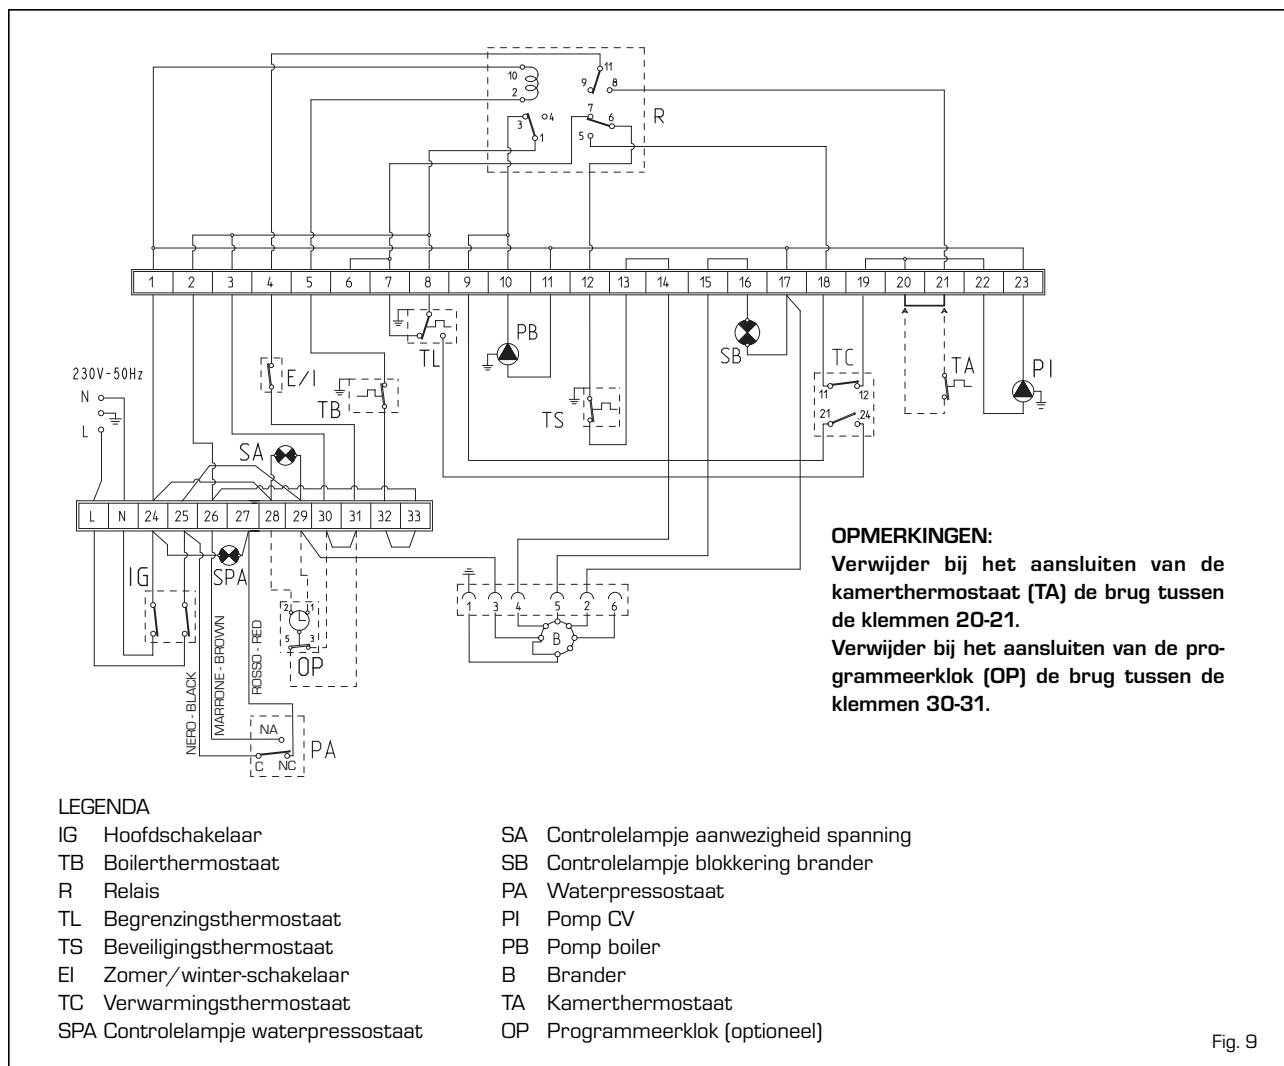 11
10
9
8
2
R
7
3
4
6
1
5
1 2 3 4 5 6 7 8 9 10 11 12 13 14 15 16 17 18 19 20 21 22 23
PB
TL
SB
TC
TA
PI
230V-50Hz
E/I
N
TB
11 12
TS
21 24
L
SA
L N 24 25 26 27 28 29 30 31 32 33
IG
SPA
1 3 4 5 2 6
2 1
B
5 3
OP
NERO - BLACK
MARRONE - BROWN
ROSSO - RED
NA
PA
C NC
OPMERKINGEN:
Verwijder bij het aansluiten van de
kamerthermostaat (TA) de brug tussen
de klemmen 20-21.
Verwijder bij het aansluiten van de pro-
grammeerklok (OP) de brug tussen de
klemmen 30-31.
LEGENDA
IG Hoofdschakelaar
TB Boilerthermostaat
R Relais
TL Begrenzingsthermostaat
TS Beveiligingsthermostaat
EI Zomer/winter-schakelaar
TC Verwarmingsthermostaat
SPA Controlelampje waterpressostaat
SA Controlelampje aanwezigheid spanning
SB Controlelampje blokkering brander
PA Waterpressostaat
PI Pomp CV
PB Pomp boiler
B Brander
TA Kamerthermostaat
OP Programmeerklok (optioneel)
Fig. 9